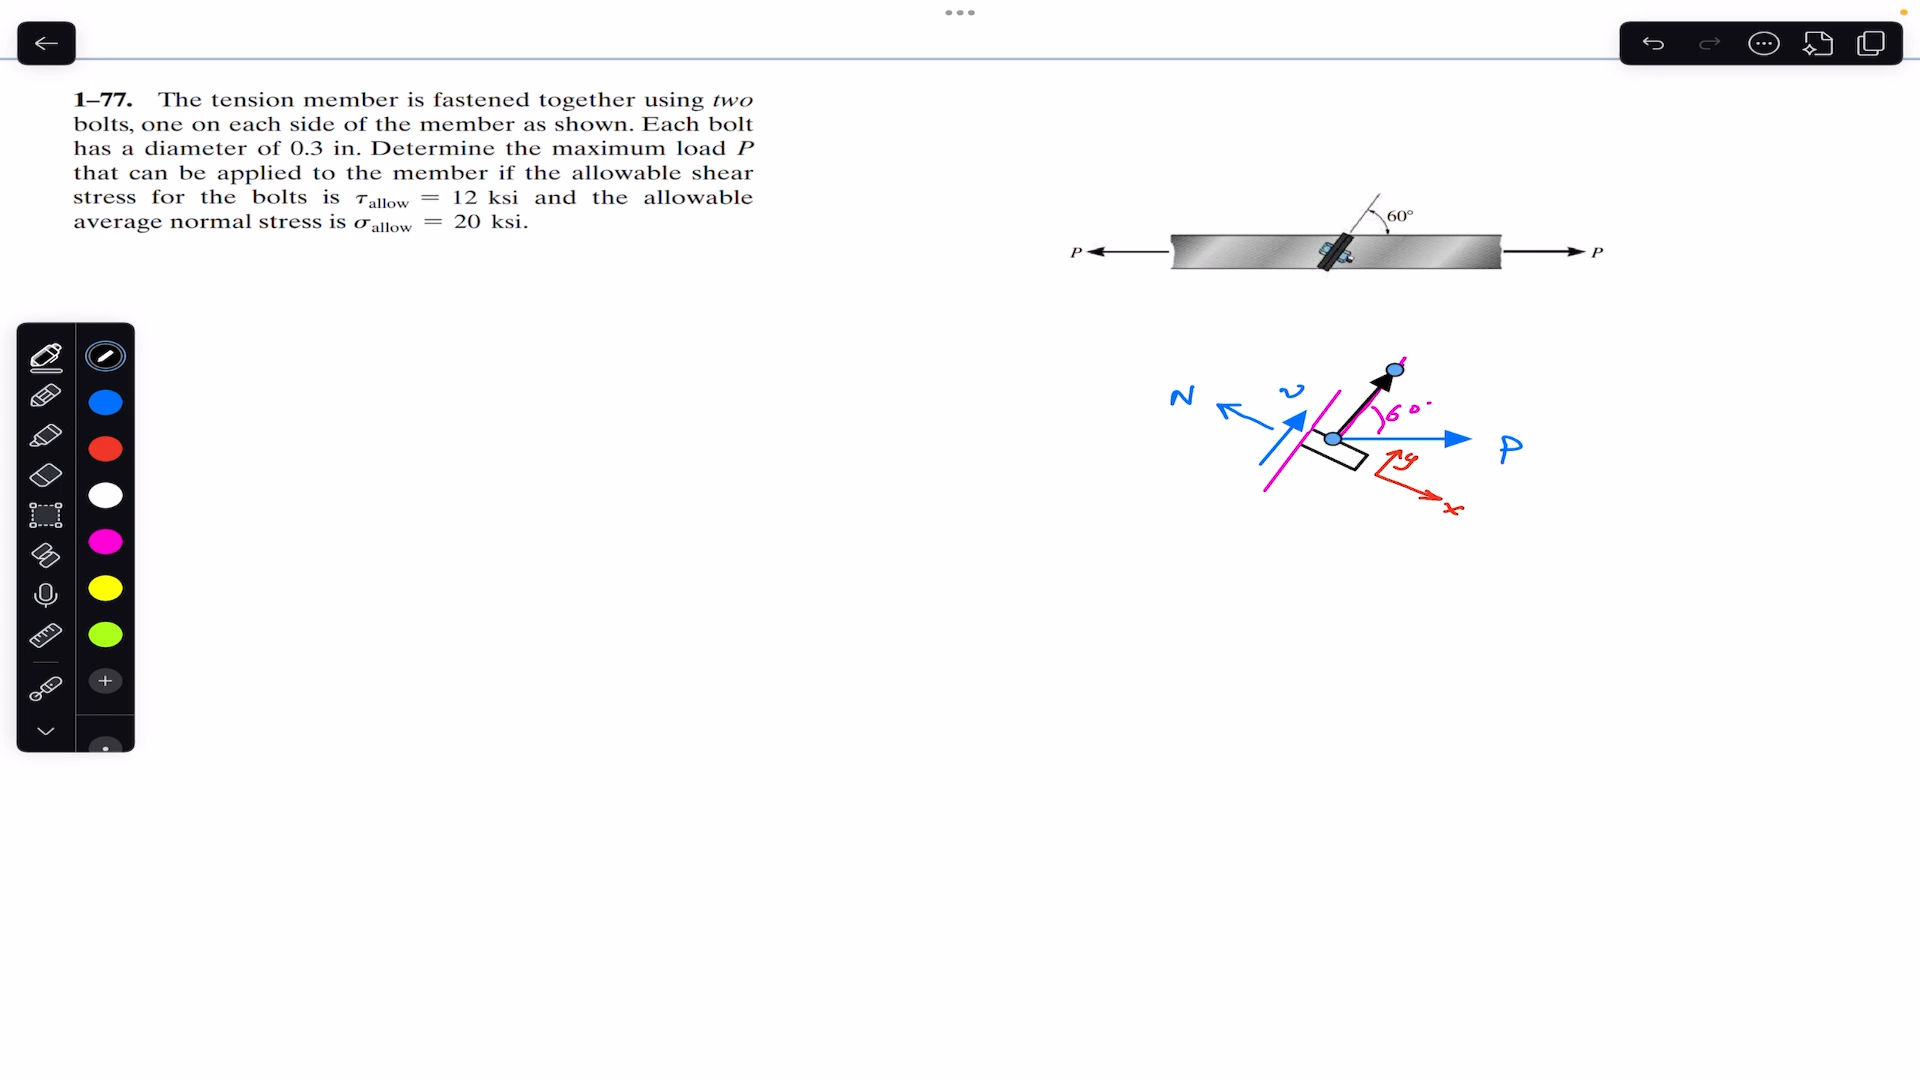 1–77. The tension member is fastened together using two
bolts, one on each side of the member as shown. Each bolt
has a diameter of 0.3 in. Determine the maximum load P
that can be applied to the member if the allowable shear
stress for the bolts is τallow = 12 ksi and the allowable
average normal stress is σallow = 20 ksi.
60°
P P
N v 60°
P
y
x